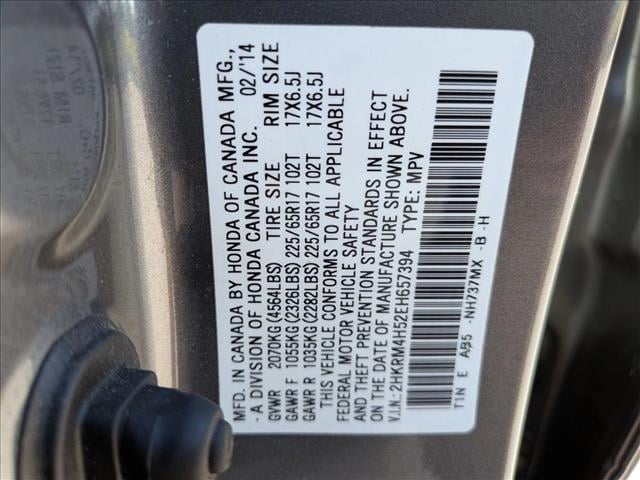 MFD. IN CANADA BY HONDA OF CANADA MFG.,
- A DIVISION OF HONDA CANADA INC. 02/'14
GVWR 2070KG (4564LBS) TIRE SIZE RIM SIZE
GAWR F 1055KG (2326LBS) 225/65R17 102T 17X6.5J
GAWR R 1035KG (2282LBS) 225/65R17 102T 17X6.5J
THIS VEHICLE CONFORMS TO ALL APPLICABLE
FEDERAL MOTOR VEHICLE SAFETY
AND THEFT PREVENTION STANDARDS IN EFFECT
ON THE DATE OF MANUFACTURE SHOWN ABOVE.
V.I.N.: 2HKRM4H52EH657394 TYPE: MPV
T1N E AB5 -NH737MX -B -H